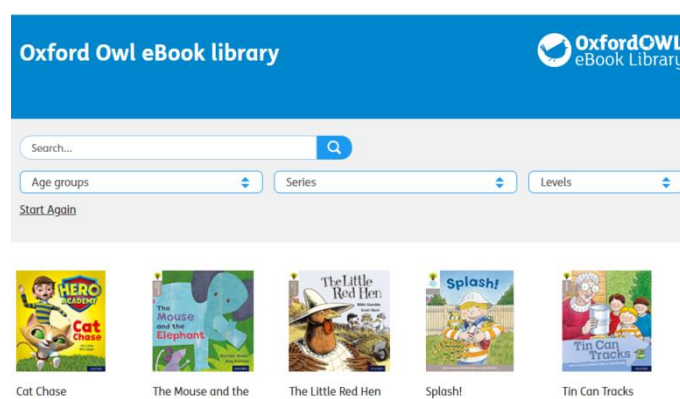 Oxford Owl eBook library
OxfordOWL
eBook Library
Search...
Age groups
Series
Levels
Start Again
HERO
ACADEMY
Cat
Chase
The
Mouse
and the
Elephant
The Little
Red Hen
Splash!
Tin Can
Tracks
Cat Chase
The Mouse and the
The Little Red Hen
Splash!
Tin Can Tracks